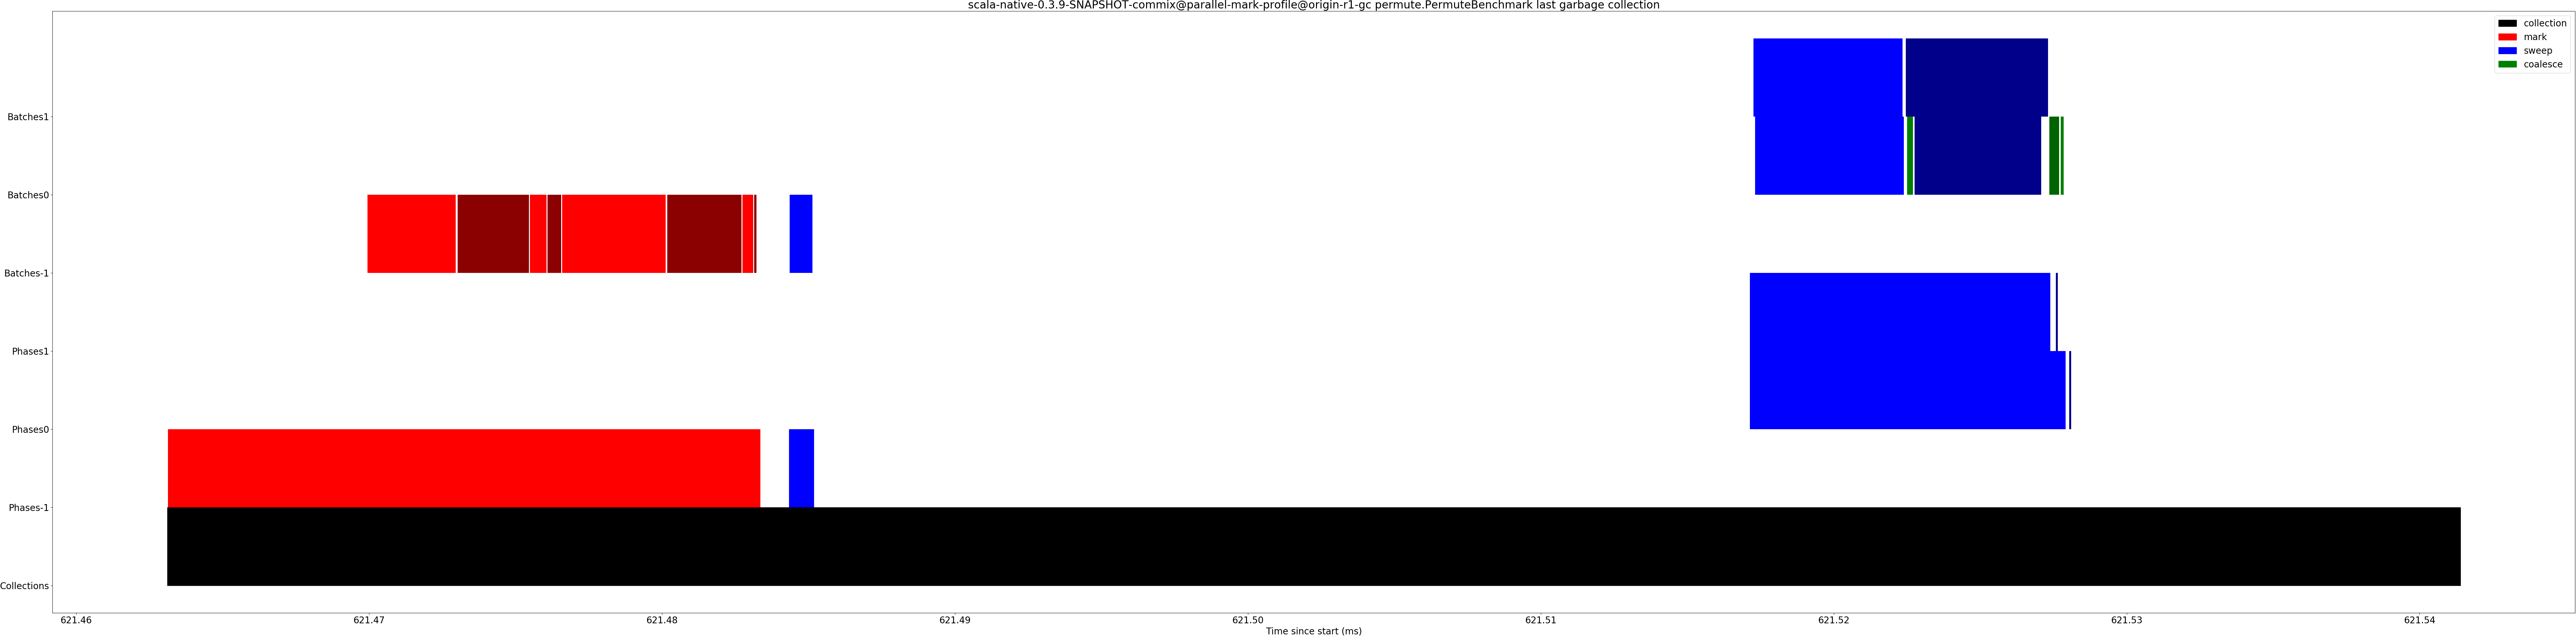 scala-native-0.3.9-SNAPSHOT-commix@parallel-mark-profile@origin-r1-gc permute.PermuteBenchmark last garbage collection
collection
mark
sweep
coalesce
Batches1
Batches0
Batches-1
Phases1
Phases0
Phases-1
Collections
621.46 621.47 621.48 621.49 621.50 621.51 621.52 621.53 621.54
Time since start (ms)